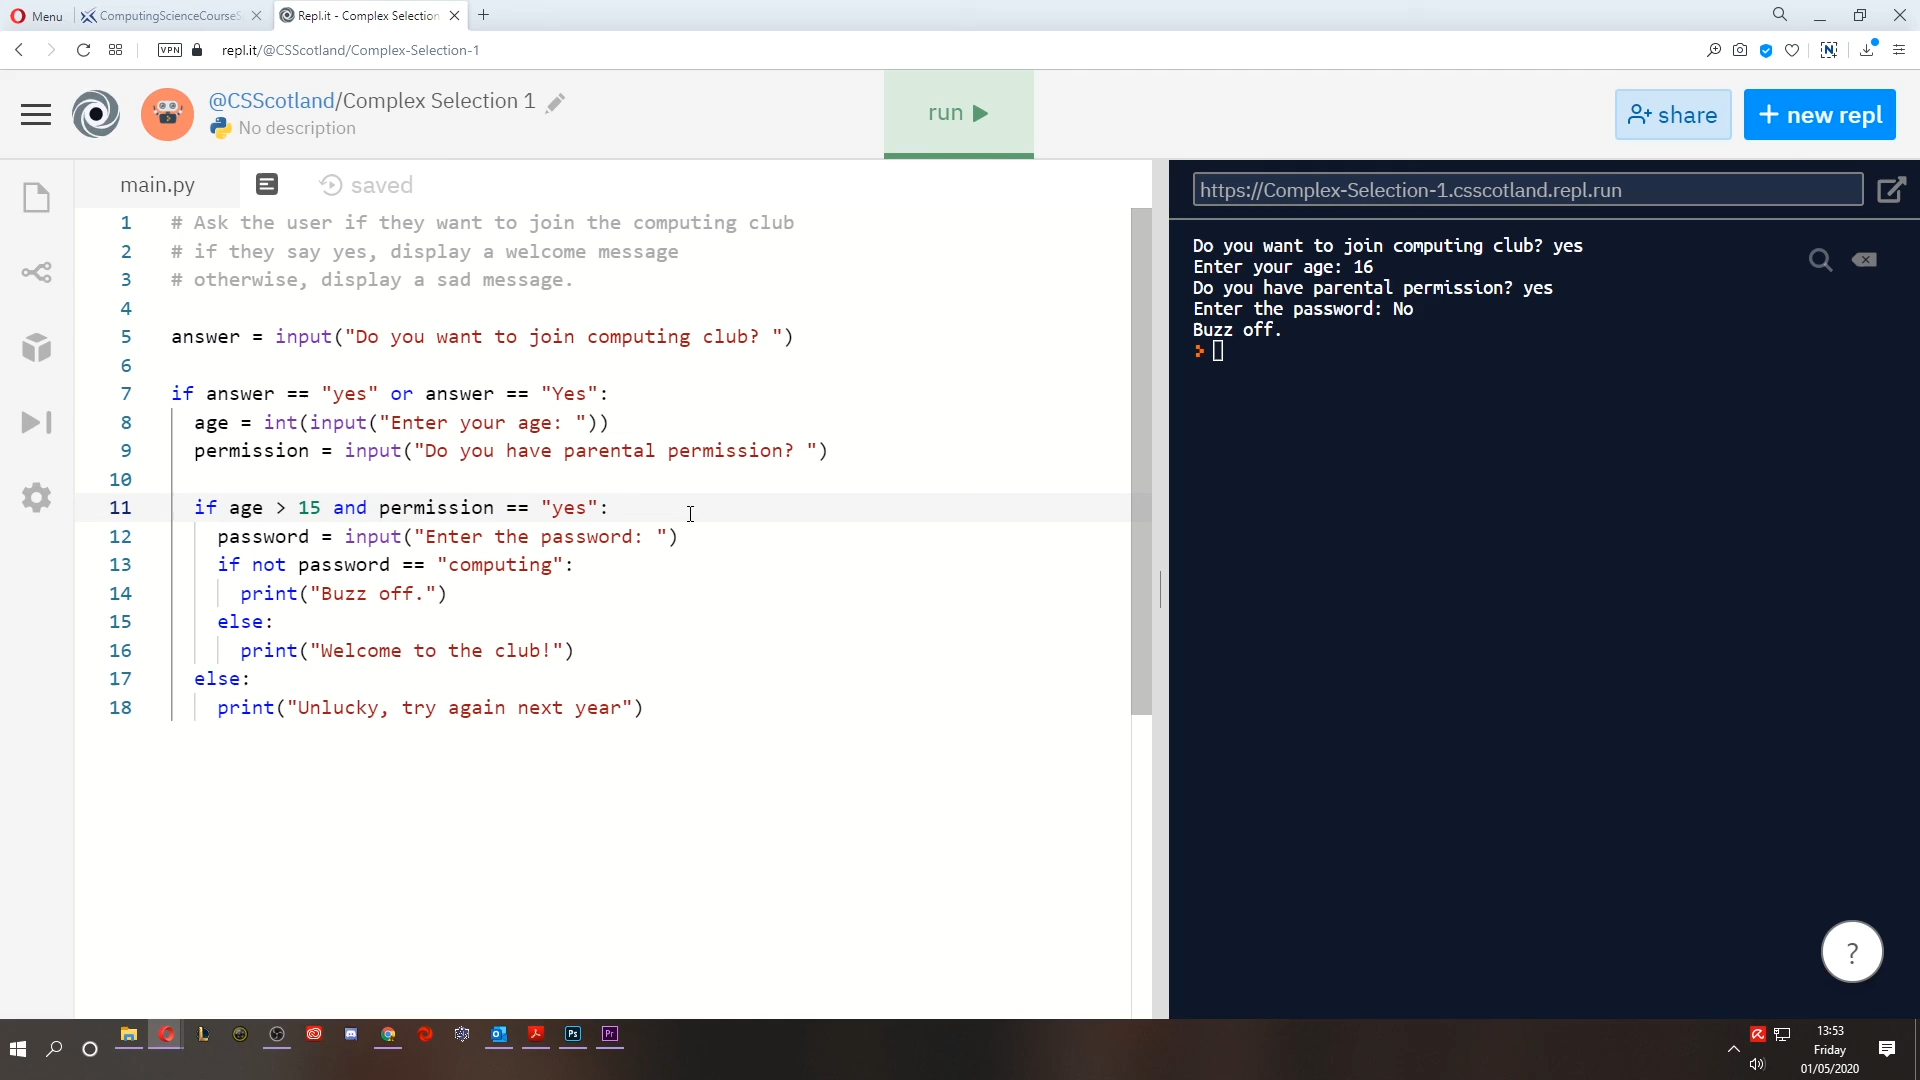 Menu
ComputingScienceCourseS
Repl.it - Complex Selection
VPN
repl.it/@CSScotland/Complex-Selection-1
@CSScotland/Complex Selection 1
No description
run
share
+ new repl
main.py
saved
https://Complex-Selection-1.csscotland.repl.run
1 # Ask the user if they want to join the computing club
2 # if they say yes, display a welcome message
3 # otherwise, display a sad message.
4
5 answer = input("Do you want to join computing club? ")
6
7 if answer == "yes" or answer == "Yes":
8 age = int(input("Enter your age: "))
9 permission = input("Do you have parental permission? ")
10
11 if age > 15 and permission == "yes":
12 password = input("Enter the password: ")
13 if not password == "computing":
14 print("Buzz off.")
15 else:
16 print("Welcome to the club!")
17 else:
18 print("Unlucky, try again next year")
Do you want to join computing club? yes
Enter your age: 16
Do you have parental permission? yes
Enter the password: No
Buzz off.
?
Ps
Pr
13:53
Friday
01/05/2020